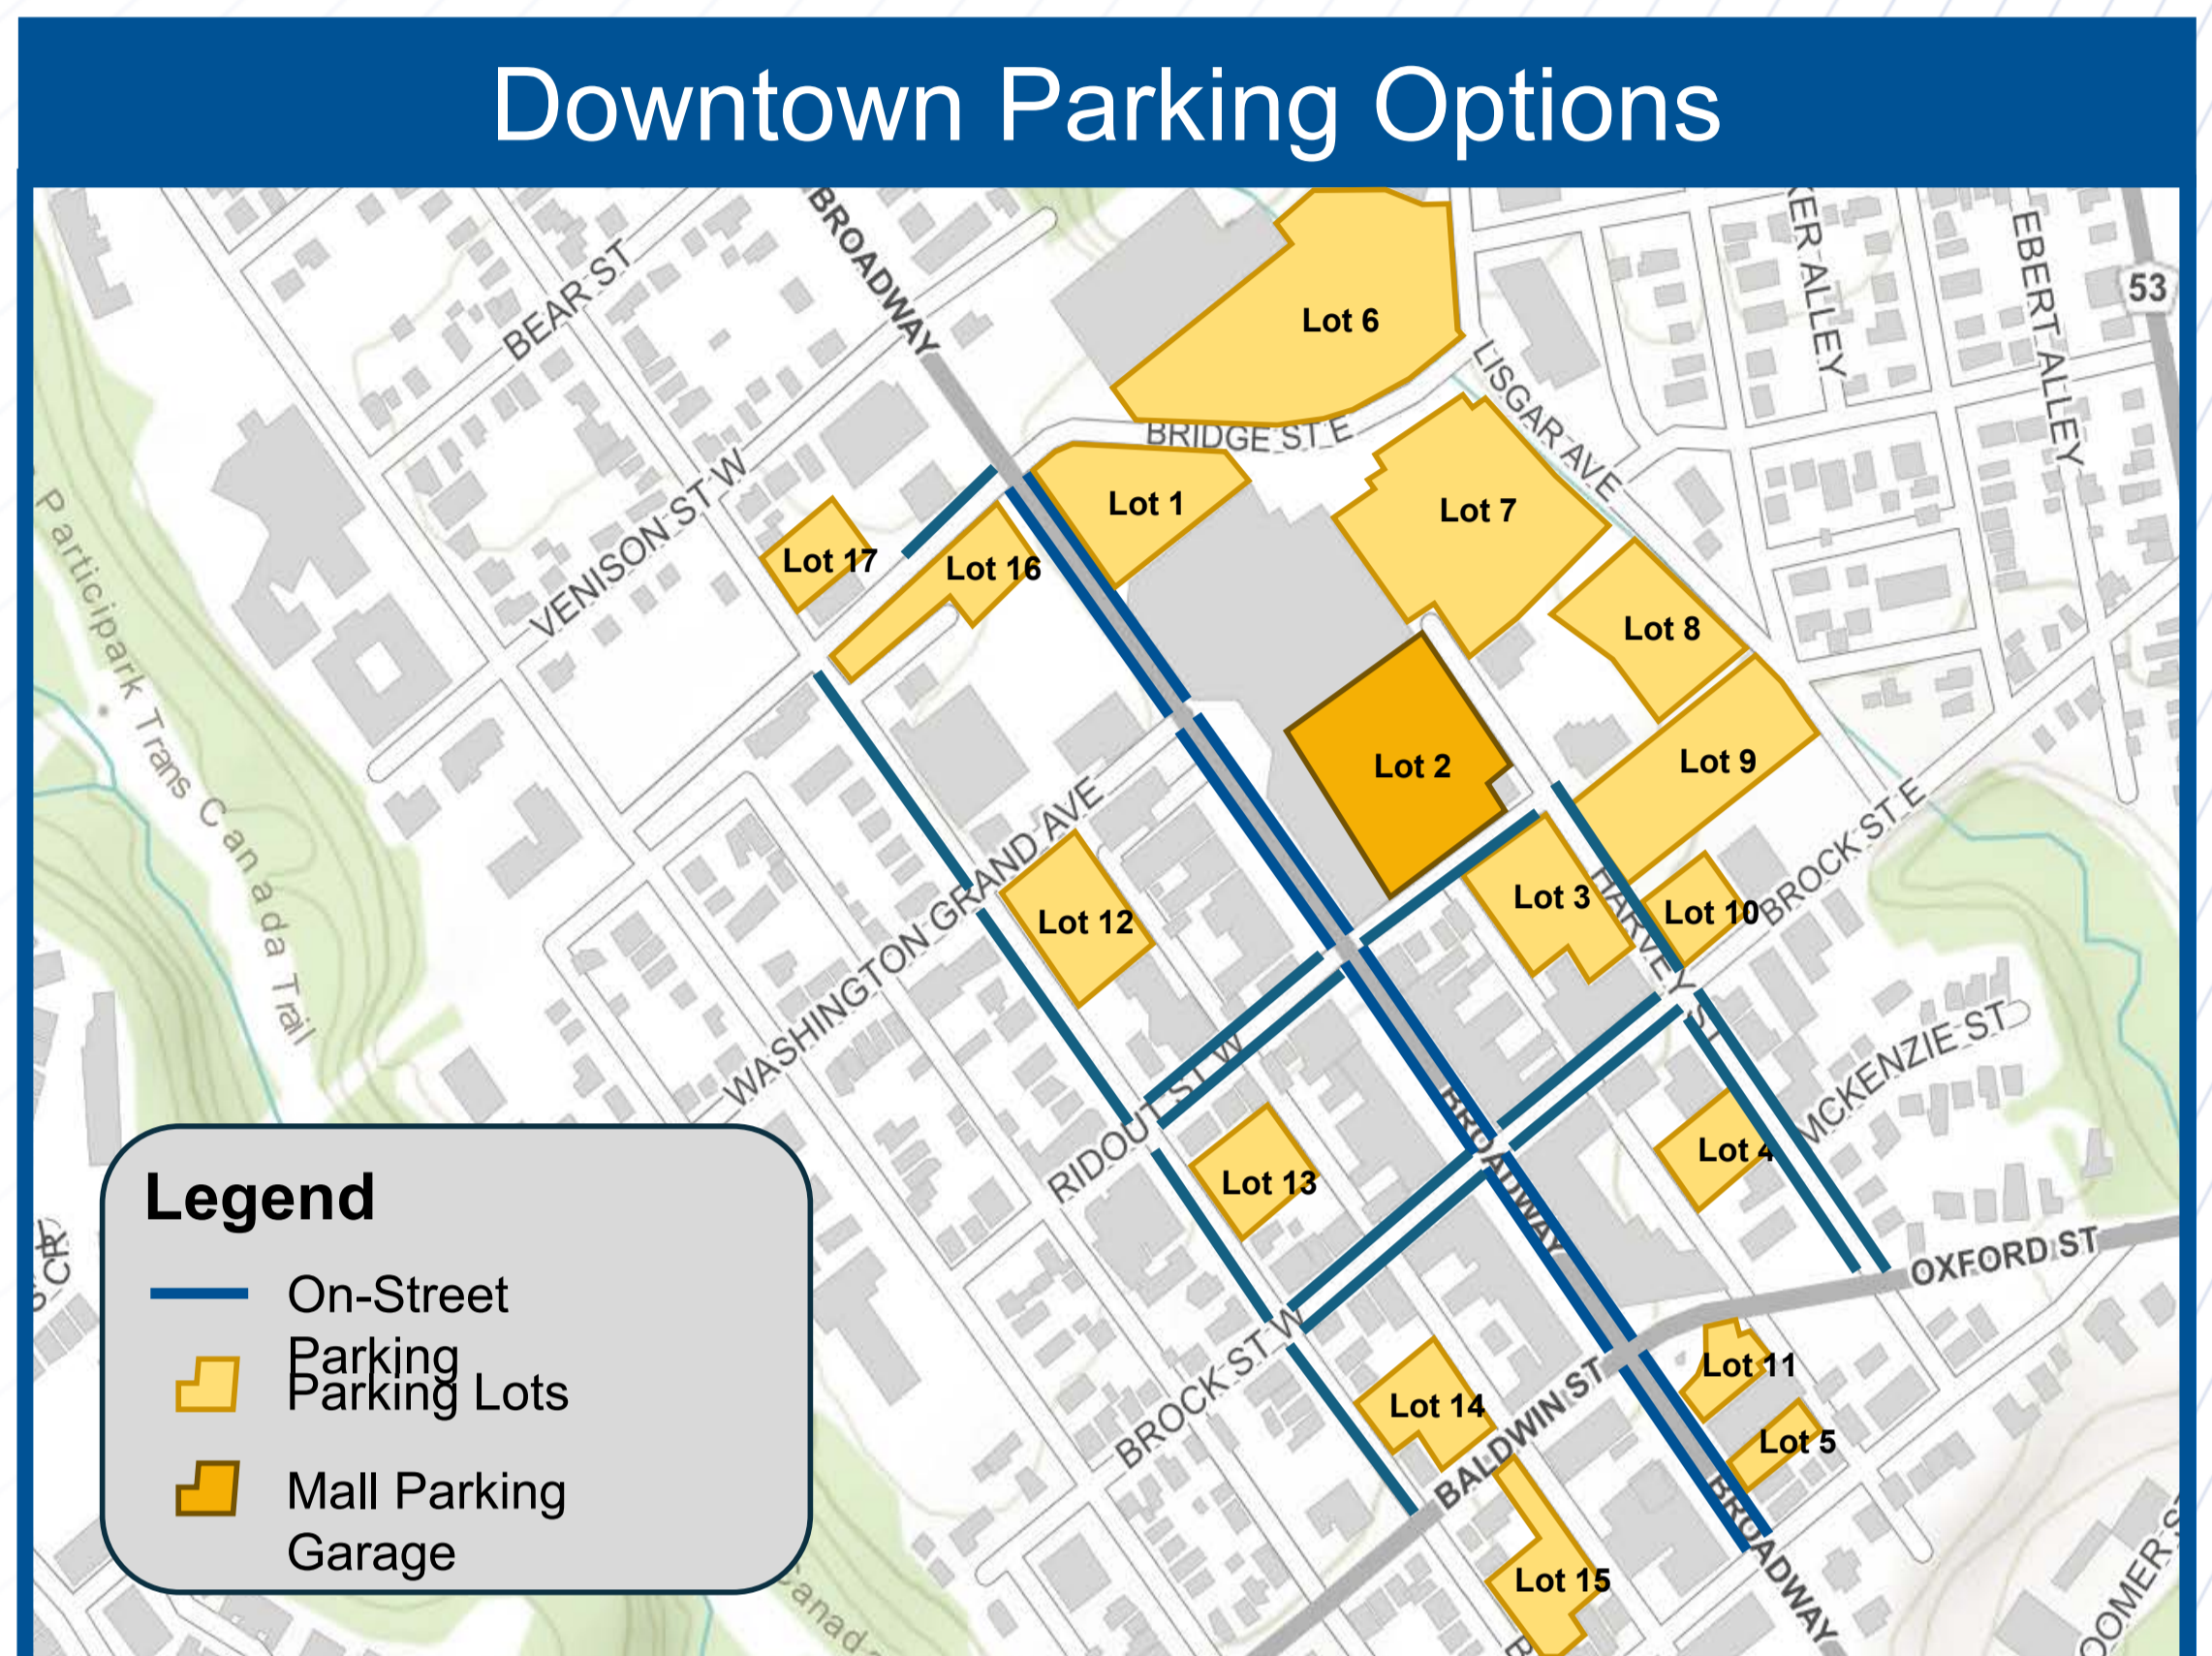 Downtown Parking Options
BROADWAY
BEAR ST
EBERT ALLEY
53
Lot 6
LISGAR AVE
BRIDGE ST E
VENISON ST W
Lot 1
Lot 7
Lot 17
Lot 16
Lot 8
Participark Trans Canada Trail
Lot 2
Lot 9
WASHINGTON GRAND AVE
Lot 12
Lot 3
HARVEY ST
Lot 10
BROCK ST E
RIDOUT ST W
MCKENZIE ST
BROADWAY
Lot 13
Lot 4
OXFORD ST
BROCK ST W
Lot 14
BALDWIN ST
Lot 11
Lot 5
BROADWAY
Lot 15
Legend
On-Street
Parking
Parking Lots
Mall Parking
Garage